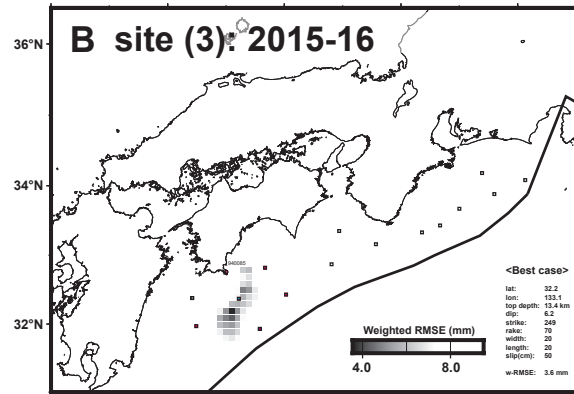 B site (3): 2015-16
36°N
35°N
34°N
33°N
32°N
940085
Weighted RMSE (mm)
4.0 8.0
<Best case>
lat: 32.2
lon: 133.1
top depth: 13.4 km
dip: 6.2
strike: 249
rake: 70
width: 20
length: 20
slip(cm): 50
w-RMSE: 3.6 mm